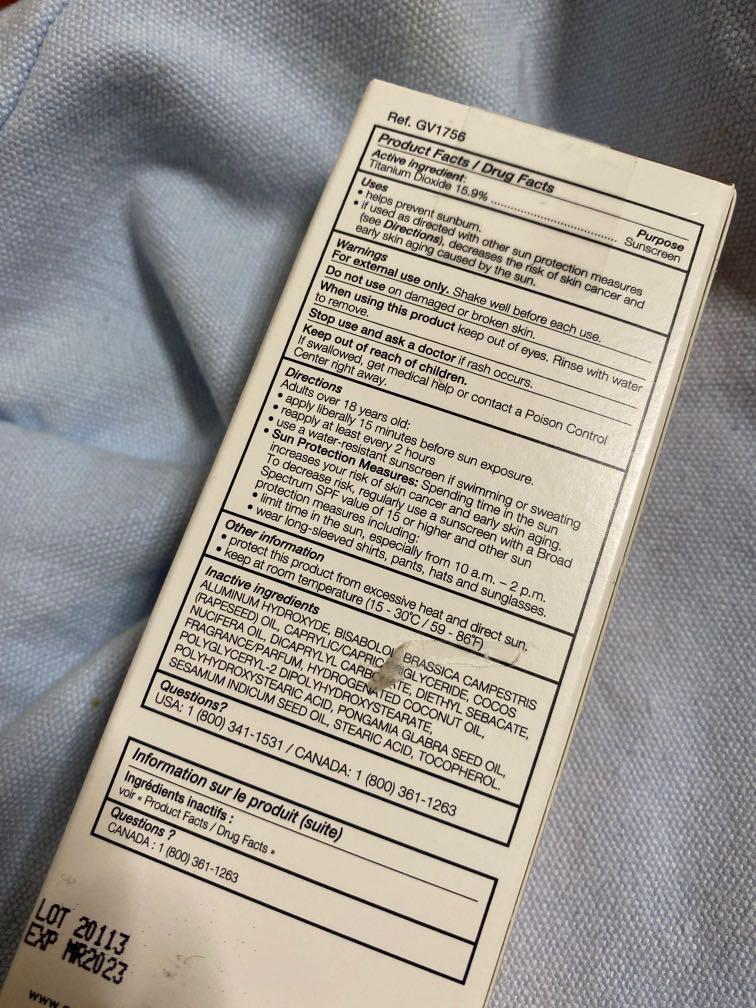 Ref. GV1756
Product Facts / Drug Facts
Active ingredient:
Titanium Dioxide 15.9% ........................................ Purpose
Sunscreen
Uses
• helps prevent sunburn.
• if used as directed with other sun protection measures
(see Directions), decreases the risk of skin cancer and
early skin aging caused by the sun.
Warnings
For external use only. Shake well before each use.
Do not use on damaged or broken skin.
When using this product keep out of eyes. Rinse with water
to remove.
Stop use and ask a doctor if rash occurs.
Keep out of reach of children.
If swallowed, get medical help or contact a Poison Control
Center right away.
Directions
Adults over 18 years old:
• apply liberally 15 minutes before sun exposure.
• reapply at least every 2 hours
• use a water-resistant sunscreen if swimming or sweating
• Sun Protection Measures: Spending time in the sun
increases your risk of skin cancer and early skin aging.
To decrease risk, regularly use a sunscreen with a Broad
Spectrum SPF value of 15 or higher and other sun
protection measures including:
• limit time in the sun, especially from 10 a.m. – 2 p.m.
• wear long-sleeved shirts, pants, hats and sunglasses.
Other information
• protect this product from excessive heat and direct sun.
• keep at room temperature (15 - 30°C / 59 - 86°F)
Inactive ingredients
ALUMINUM HYDROXYDE, BISABOLOL, BRASSICA CAMPESTRIS
(RAPESEED) OIL, CAPRYLIC/CAPRIC GLYCERIDE, COCOS
NUCIFERA OIL, DICAPRYLYL CARBONATE, DIETHYL SEBACATE,
FRAGRANCE/PARFUM, HYDROGENATED COCONUT OIL,
POLYGLYCERYL-2 DIPOLYHYDROXYSTEARATE,
POLYHYDROXYSTEARIC ACID, PONGAMIA GLABRA SEED OIL,
SESAMUM INDICUM SEED OIL, STEARIC ACID, TOCOPHEROL.
Questions?
USA: 1 (800) 341-1531 / CANADA: 1 (800) 361-1263
Information sur le produit (suite)
Ingrédients inactifs :
voir « Product Facts / Drug Facts »
Questions ?
CANADA : 1 (800) 361-1263
LOT 20113
EXP MR2023
www.